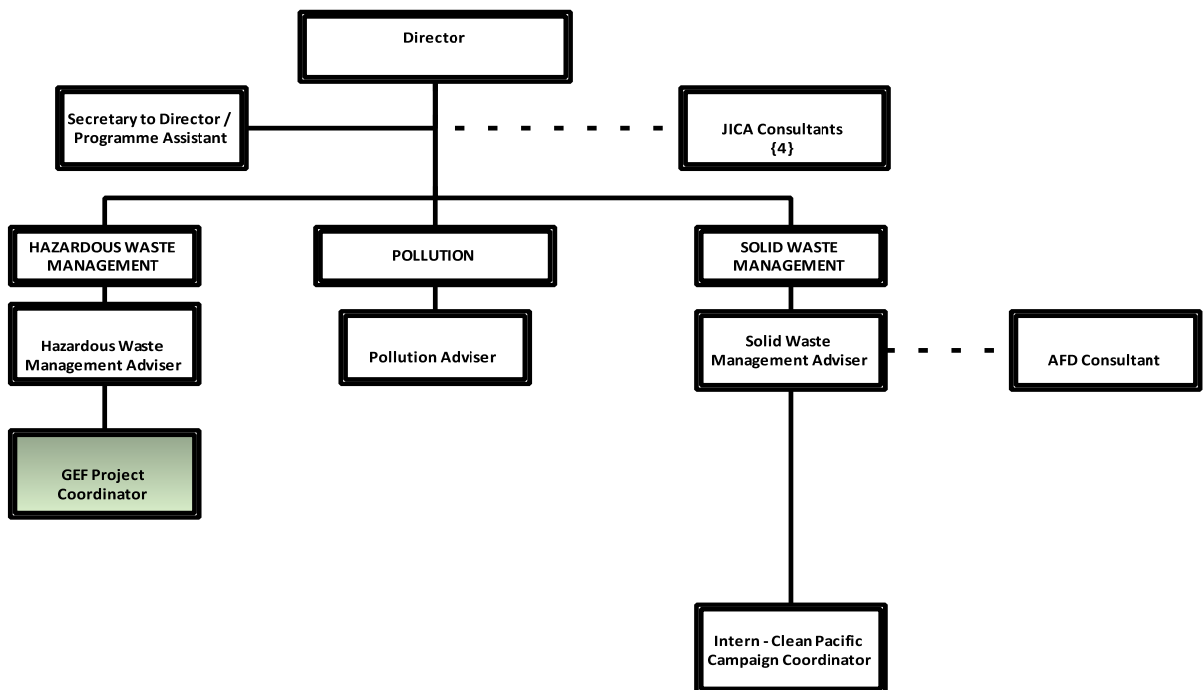 Director
Secretary to Director /
Programme Assistant
JICA Consultants
{4}
HAZARDOUS WASTE
MANAGEMENT
POLLUTION
SOLID WASTE
MANAGEMENT
Hazardous Waste
Management Adviser
Pollution Adviser
Solid Waste
Management Adviser
AFD Consultant
GEF Project
Coordinator
Intern - Clean Pacific
Campaign Coordinator